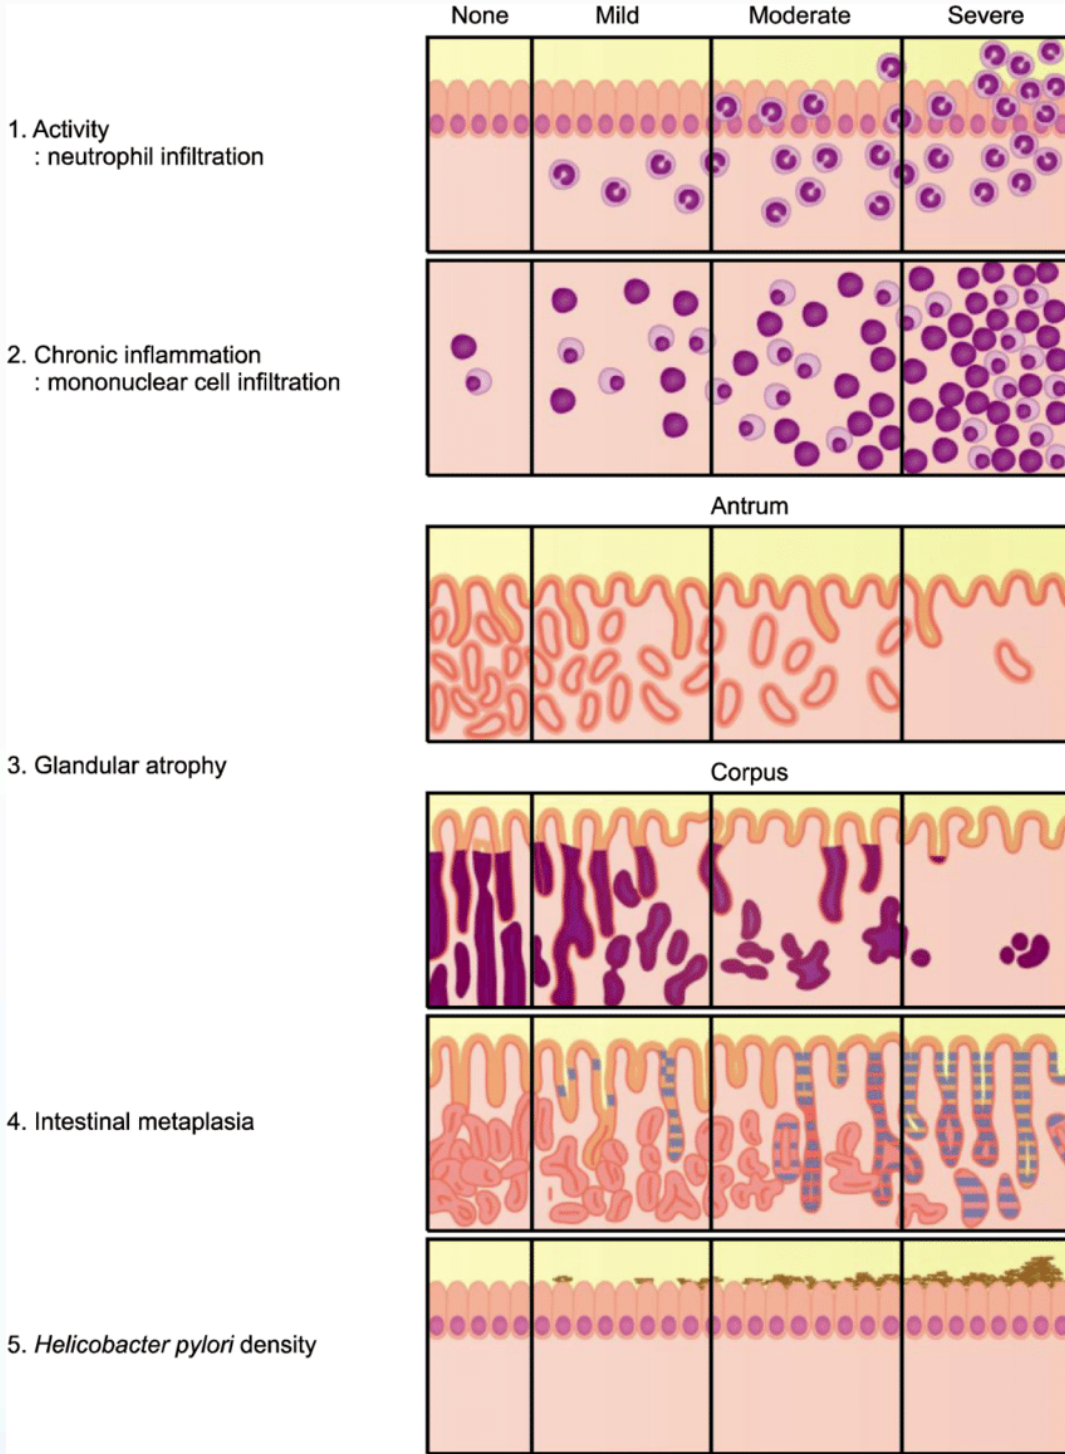 None Mild Moderate Severe
1. Activity
: neutrophil infiltration
2. Chronic inflammation
: mononuclear cell infiltration
Antrum
3. Glandular atrophy
Corpus
4. Intestinal metaplasia
5. Helicobacter pylori density